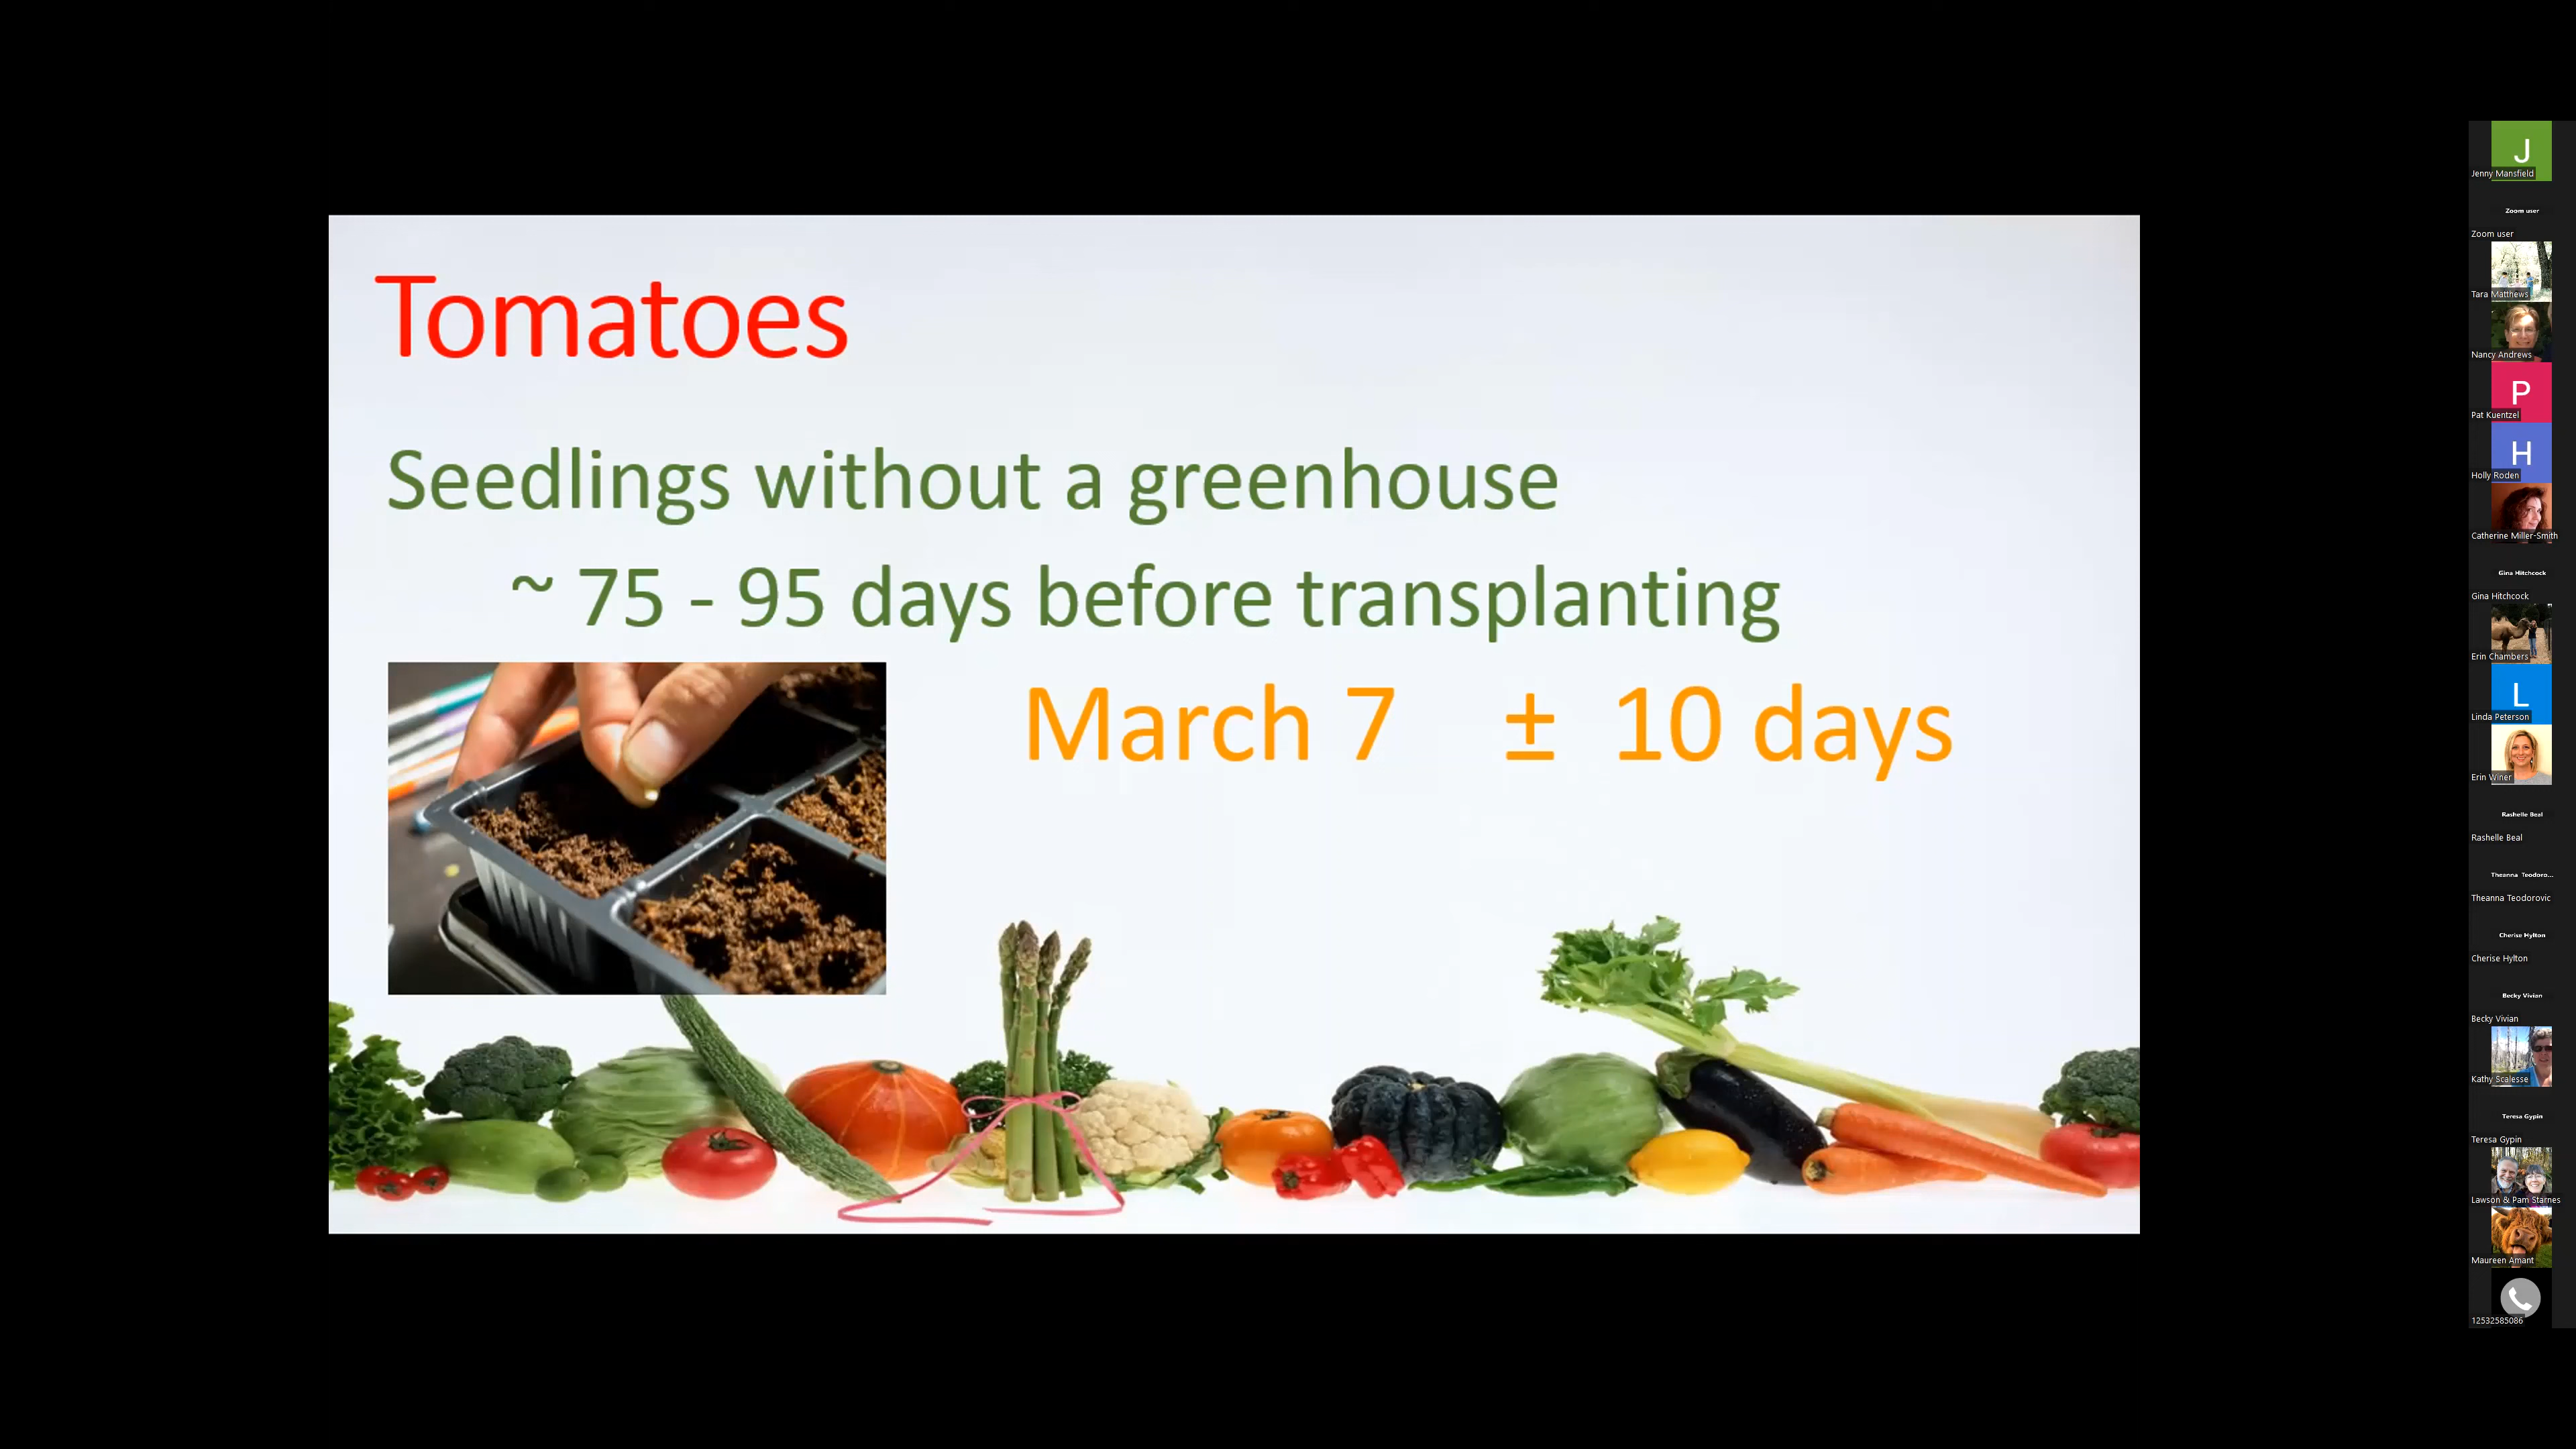 Tomatoes
Seedlings without a greenhouse
~ 75 - 95 days before transplanting
March 7 ± 10 days
J
Jenny Mansfield
Zoom user
Zoom user
Tara Matthews
Nancy Andrews
P
Pat Kuentzel
H
Holly Roden
Catherine Miller-Smith
Gina Hitchcock
Gina Hitchcock
Erin Chambers
L
Linda Peterson
Erin Winer
Rashelle Beal
Rashelle Beal
Theanna Teodoro...
Theanna Teodorovic
Cherise Hylton
Cherise Hylton
Becky Vivian
Becky Vivian
Kathy Scalesse
Teresa Gypin
Teresa Gypin
Lawson & Pam Starnes
Maureen Amant
12532585086